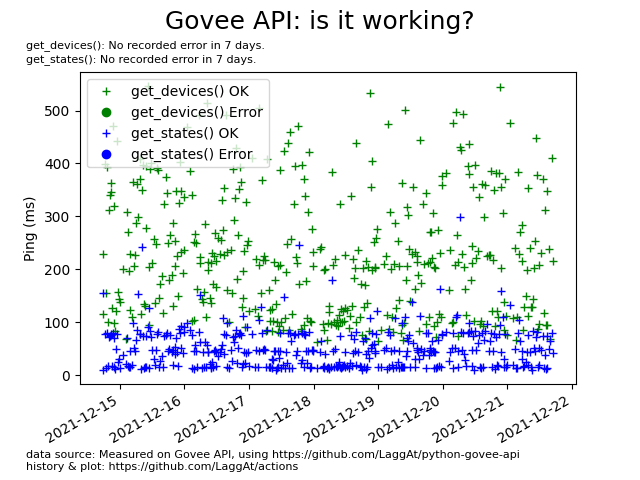 Govee API: is it working?
get_devices(): No recorded error in 7 days.
get_states(): No recorded error in 7 days.
get_devices() OK
get_devices() Error
get_states() OK
get_states() Error
Ping (ms)
500
400
300
200
100
0
2021-12-15
2021-12-16
2021-12-17
2021-12-18
2021-12-19
2021-12-20
2021-12-21
2021-12-22
data source: Measured on Govee API, using https://github.com/LaggAt/python-govee-api
history & plot: https://github.com/LaggAt/actions